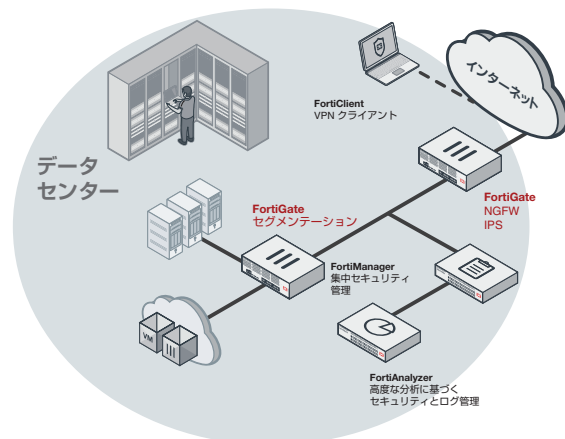 FortiClient
VPN クライアント
インターネット
データ
センター
FortiGate
セグメンテーション
FortiGate
NGFW
IPS
FortiManager
集中セキュリティ
管理
VM
FortiAnalyzer
高度な分析に基づく
セキュリティとログ管理